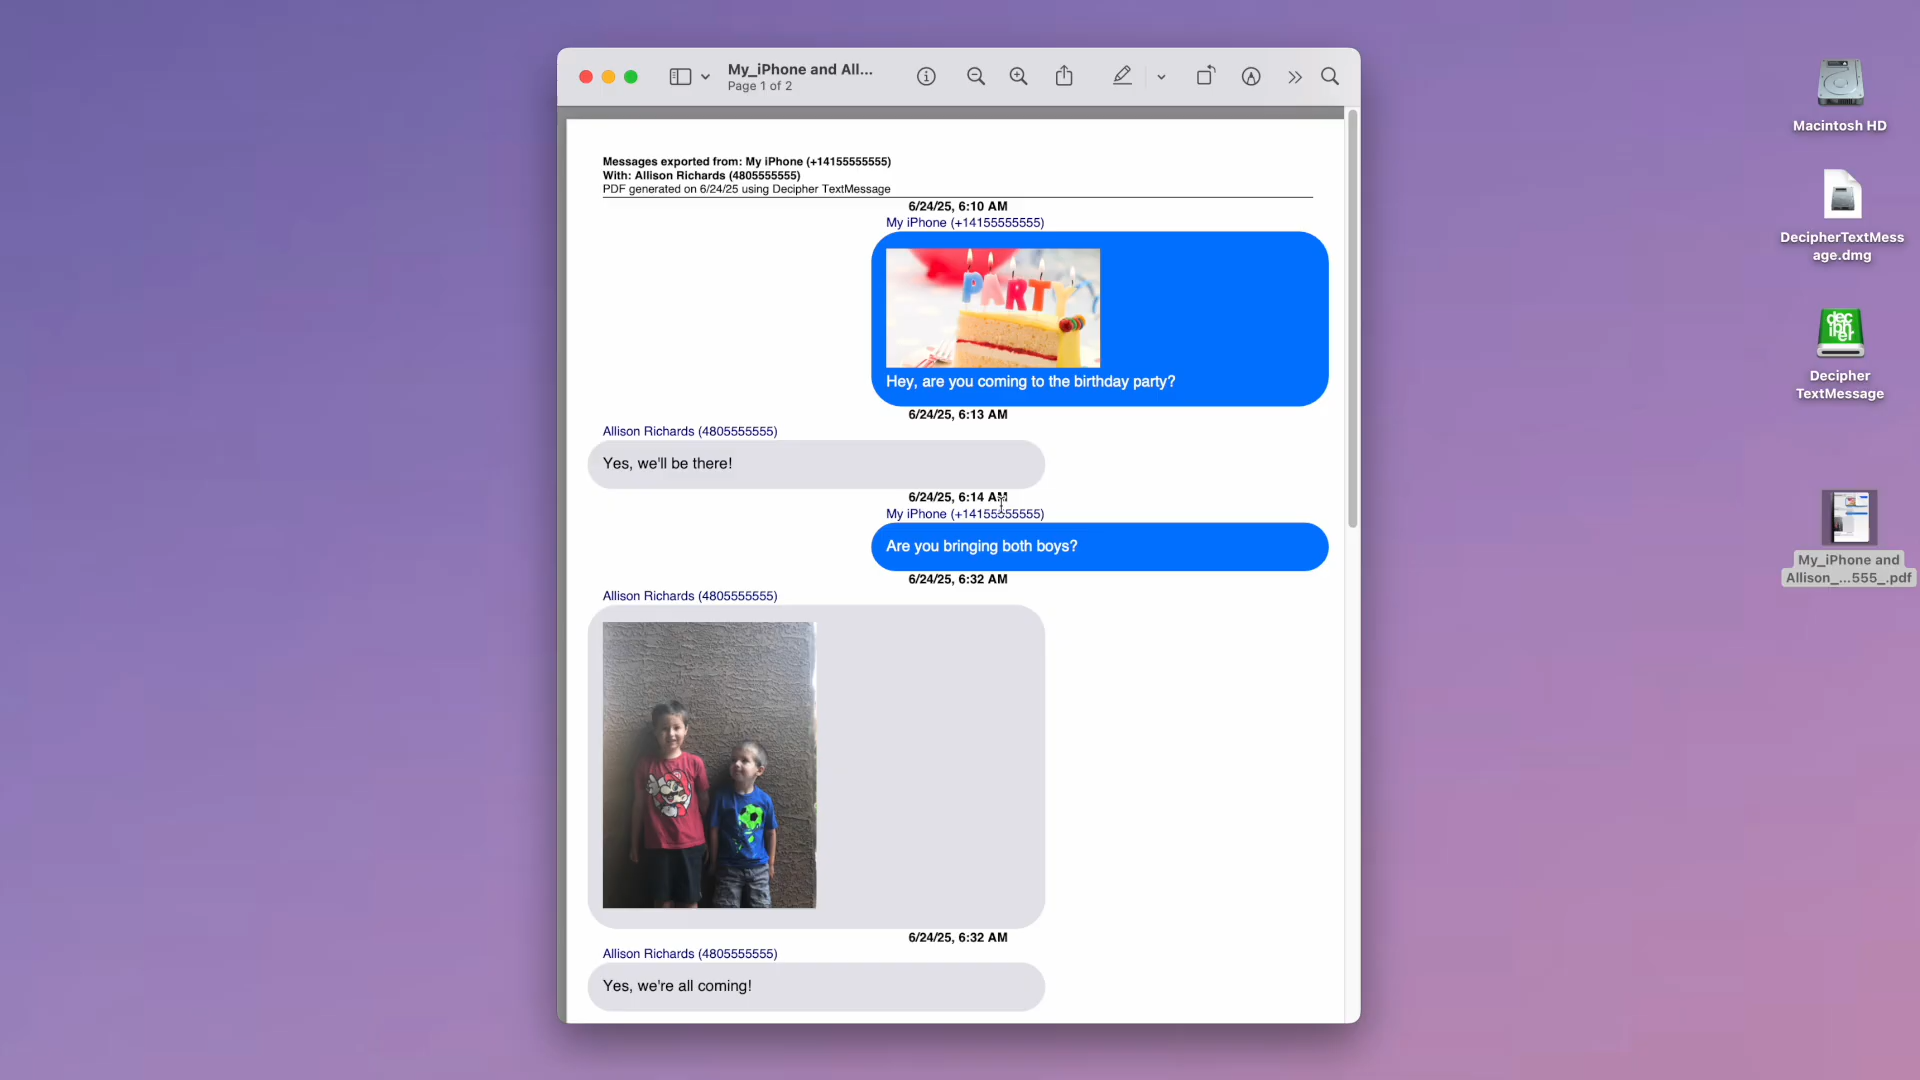 My_iPhone and All...
Page 1 of 2
Messages exported from: My iPhone (+14155555555)
With: Allison Richards (4805555555)
PDF generated on 6/24/25 using Decipher TextMessage
6/24/25, 6:10 AM
My iPhone (+14155555555)
PARTY
Hey, are you coming to the birthday party?
6/24/25, 6:13 AM
Allison Richards (4805555555)
Yes, we'll be there!
6/24/25, 6:14 AM
My iPhone (+14155555555)
Are you bringing both boys?
6/24/25, 6:32 AM
Allison Richards (4805555555)
6/24/25, 6:32 AM
Allison Richards (4805555555)
Yes, we're all coming!
Macintosh HD
DecipherTextMess
age.dmg
dec
iph
er
Decipher
TextMessage
My_iPhone and
Allison_...555_.pdf